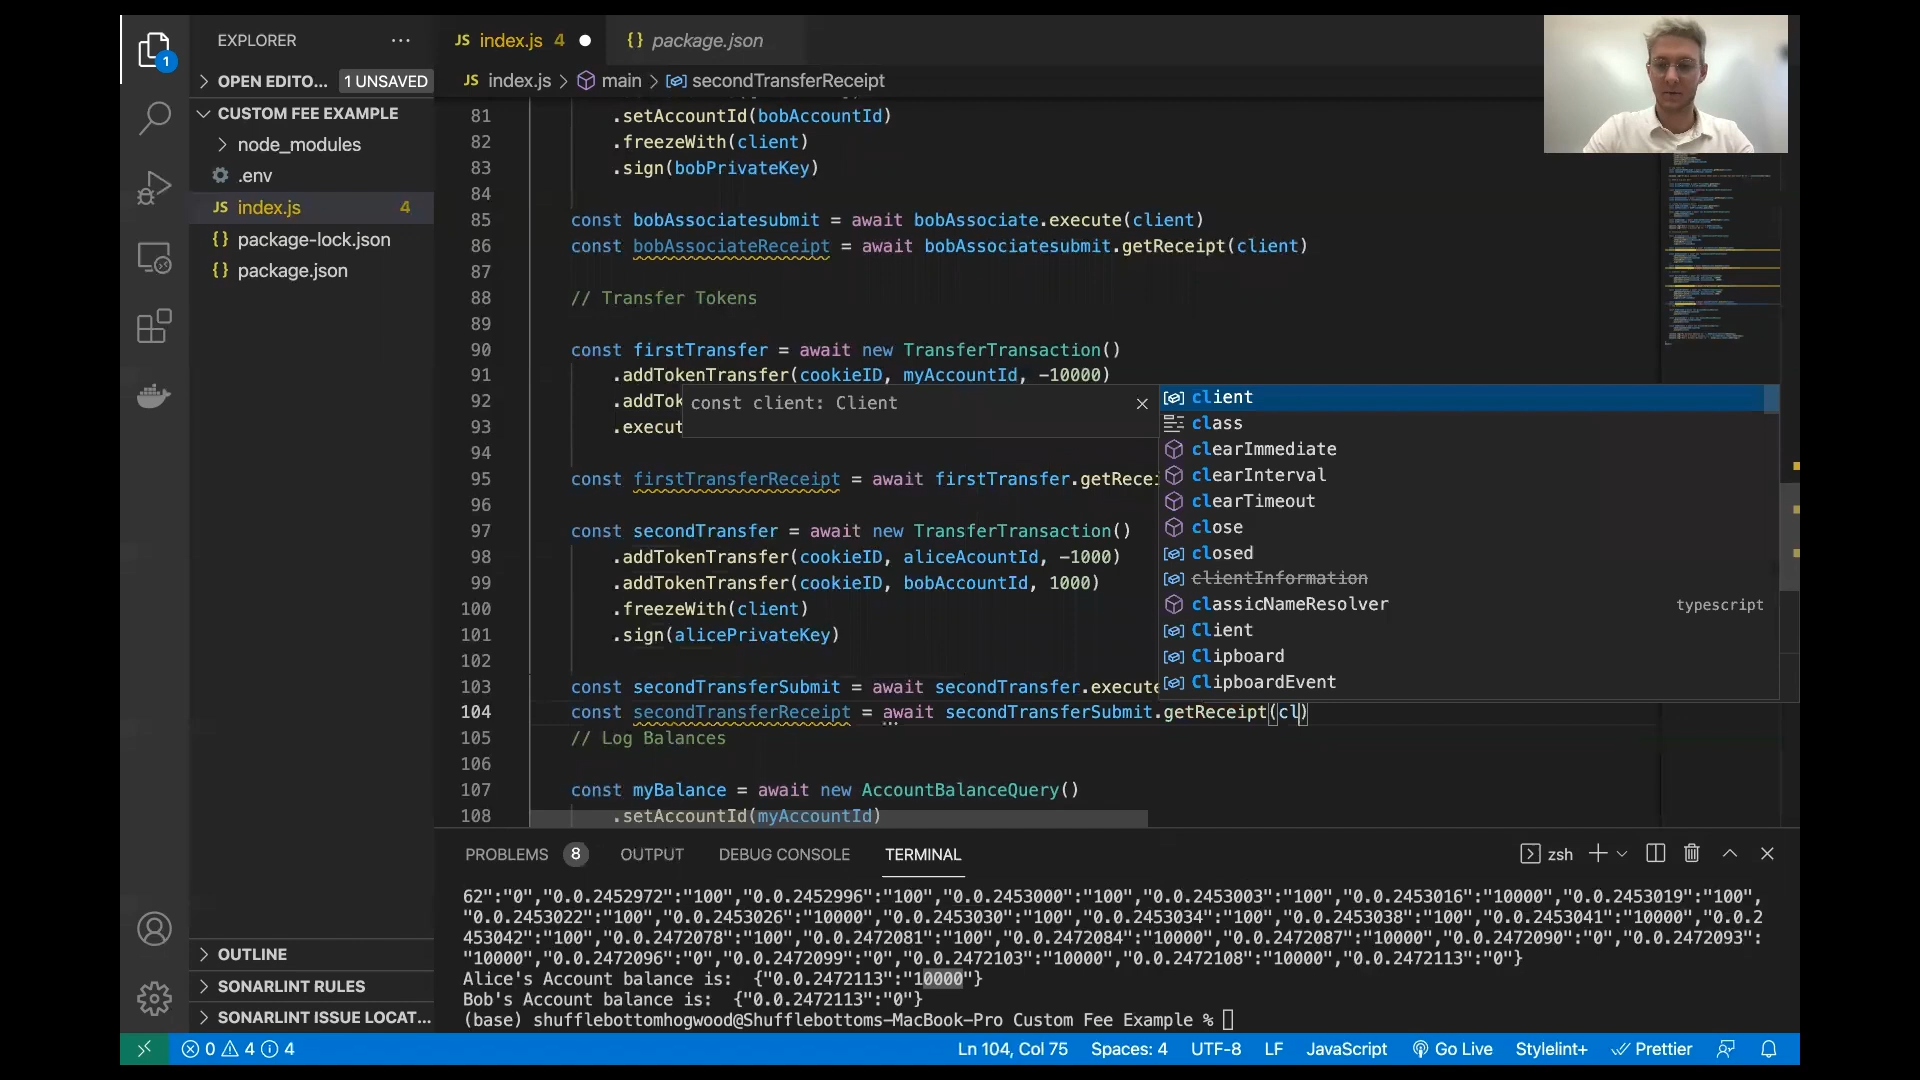 EXPLORER
1
OPEN EDITO... 1 UNSAVED
CUSTOM FEE EXAMPLE
node_modules
.env
JS index.js 4
{} package-lock.json
{} package.json
OUTLINE
SONARLINT RULES
SONARLINT ISSUE LOCAT...
JS index.js 4 {} package.json
JS index.js > main > secondTransferReceipt
81 .setAccountId(bobAccountId)
82 .freezeWith(client)
83 .sign(bobPrivateKey)
84
85 const bobAssociatesubmit = await bobAssociate.execute(client)
86 const bobAssociateReceipt = await bobAssociatesubmit.getReceipt(client)
87
88 // Transfer Tokens
89
90 const firstTransfer = await new TransferTransaction()
91 .addTokenTransfer(cookieID, myAccountId, -10000)
92 .addTok
93 .execut
94
95 const firstTransferReceipt = await firstTransfer.getRecei
96
97 const secondTransfer = await new TransferTransaction()
98 .addTokenTransfer(cookieID, aliceAcountId, -1000)
99 .addTokenTransfer(cookieID, bobAccountId, 1000)
100 .freezeWith(client)
101 .sign(alicePrivateKey)
102
103 const secondTransferSubmit = await secondTransfer.execute
104 const secondTransferReceipt = await secondTransferSubmit.getReceipt(cl)
105 // Log Balances
106
107 const myBalance = await new AccountBalanceQuery()
108 .setAccountId(myAccountId)
const client: Client
client
class
clearImmediate
clearInterval
clearTimeout
close
closed
clientInformation
classicNameResolver typescript
Client
Clipboard
ClipboardEvent
PROBLEMS 8 OUTPUT DEBUG CONSOLE TERMINAL zsh
62":"0","0.0.2452972":"100","0.0.2452996":"100","0.0.2453000":"100","0.0.2453003":"100","0.0.2453016":"10000","0.0.2453019":"100",
"0.0.2453022":"100","0.0.2453026":"10000","0.0.2453030":"100","0.0.2453034":"100","0.0.2453038":"100","0.0.2453041":"10000","0.0.2
453042":"100","0.0.2472078":"100","0.0.2472081":"100","0.0.2472084":"10000","0.0.2472087":"10000","0.0.2472090":"0","0.0.2472093":
"10000","0.0.2472096":"0","0.0.2472099":"0","0.0.2472103":"10000","0.0.2472108":"10000","0.0.2472113":"0"}
Alice's Account balance is: {"0.0.2472113":"10000"}
Bob's Account balance is: {"0.0.2472113":"0"}
(base) shufflebottomhogwood@Shufflebottoms-MacBook-Pro Custom Fee Example %
0 4 4 Ln 104, Col 75 Spaces: 4 UTF-8 LF JavaScript Go Live Stylelint+ Prettier